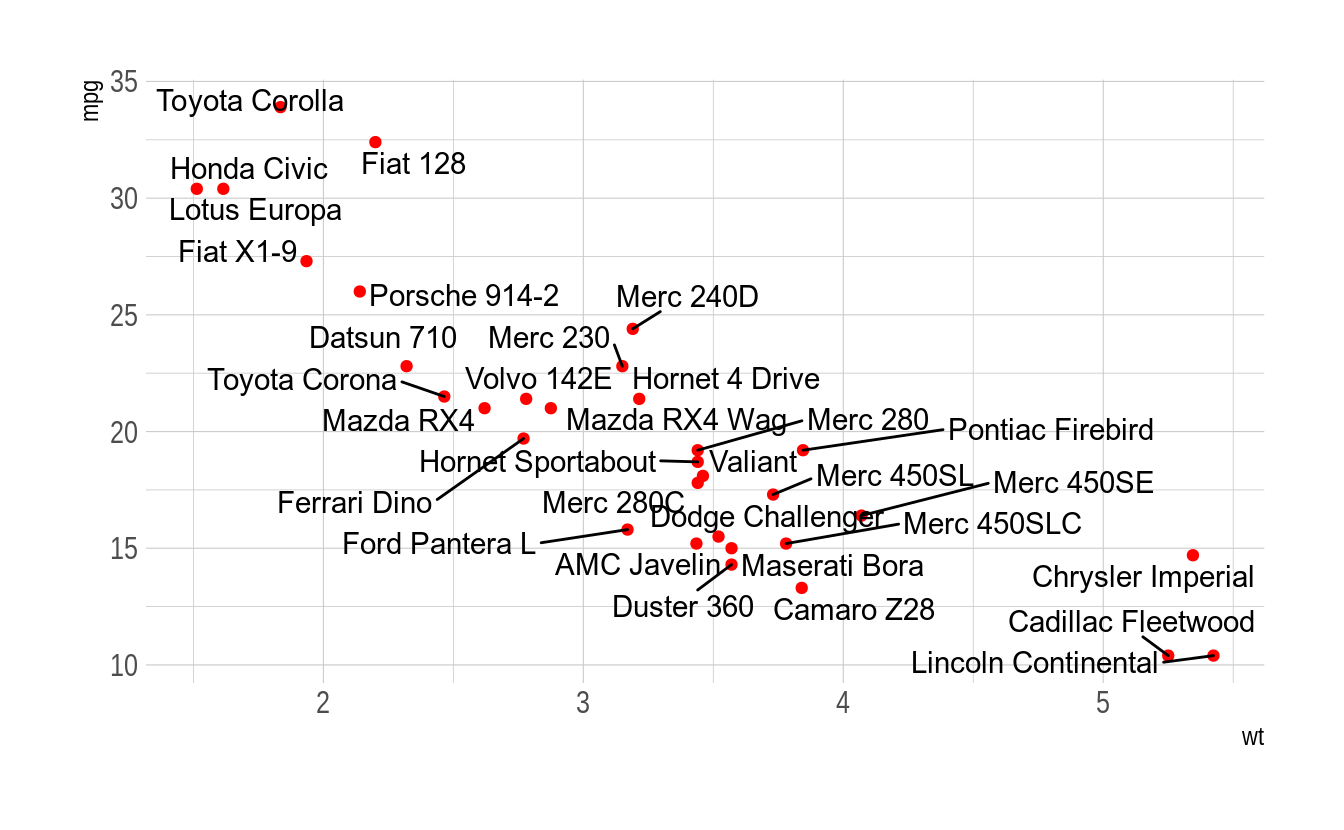 mpg
35
Toyota Corolla
Fiat 128
Honda Civic
30
Lotus Europa
Fiat X1-9
Porsche 914-2
Merc 240D
25
Datsun 710
Merc 230
Toyota Corona
Volvo 142E
Hornet 4 Drive
Mazda RX4
Mazda RX4 Wag
Merc 280
Pontiac Firebird
20
Hornet Sportabout
Valiant
Merc 450SL
Merc 450SE
Ferrari Dino
Merc 280C
Dodge Challenger
Merc 450SLC
Ford Pantera L
15
AMC Javelin
Maserati Bora
Chrysler Imperial
Duster 360
Camaro Z28
Cadillac Fleetwood
Lincoln Continental
10
2
3
4
5
wt